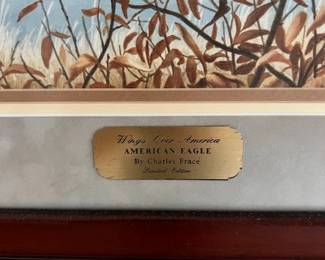 Wings Over America
AMERICAN EAGLE
By Charles Frace'
Limited Edition